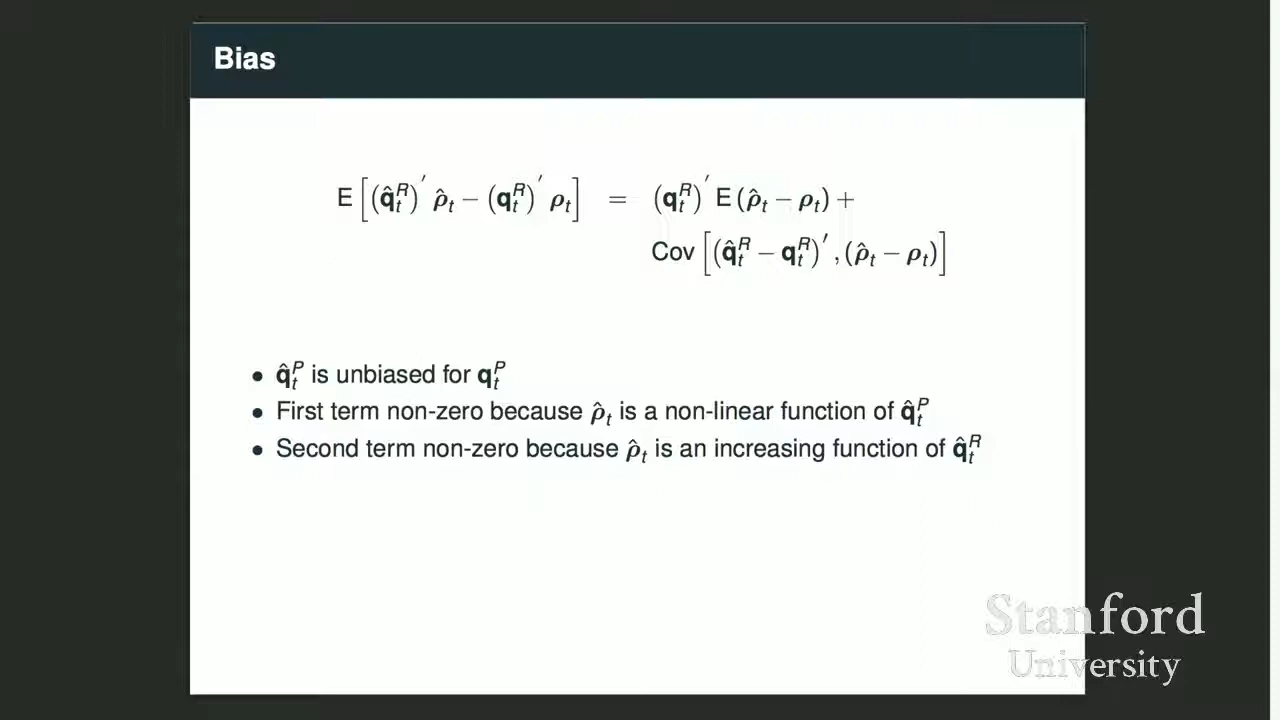 Bias
E [(q̂ₜᴿ)′ ρ̂ₜ − (qₜᴿ)′ ρₜ] = (qₜᴿ)′ E (ρ̂ₜ − ρₜ) +
Cov [(q̂ₜᴿ − qₜᴿ)′, (ρ̂ₜ − ρₜ)]
• q̂ₜᴾ is unbiased for qₜᴾ
• First term non-zero because ρ̂ₜ is a non-linear function of q̂ₜᴾ
• Second term non-zero because ρ̂ₜ is an increasing function of q̂ₜᴿ
Stanford
University